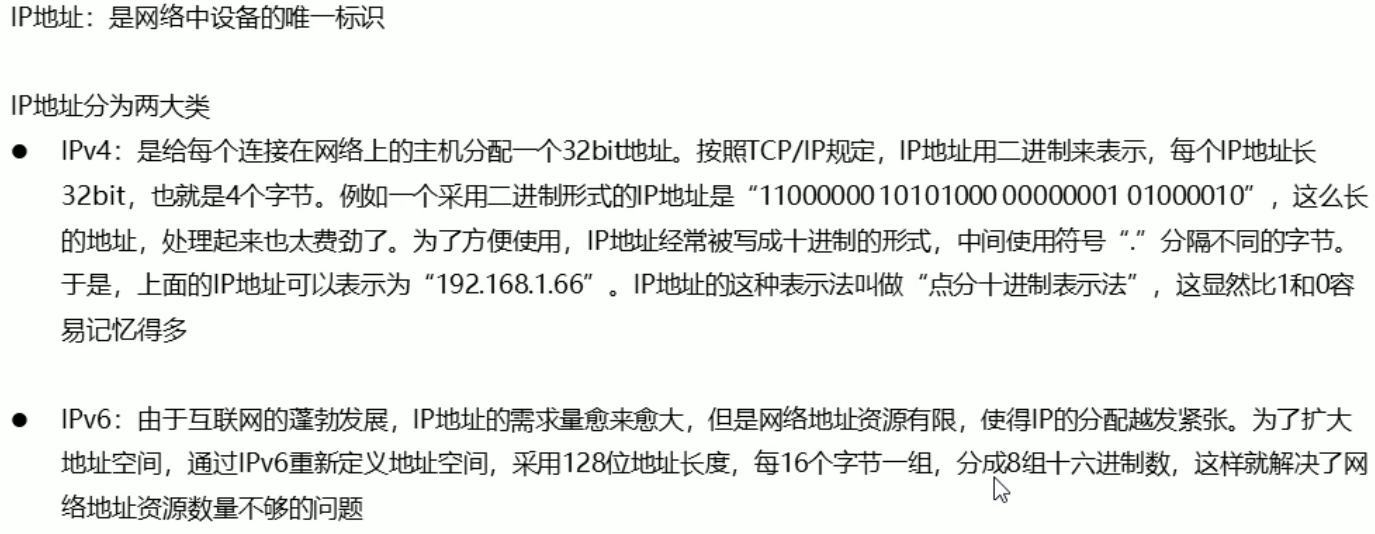 IP地址：是网络中设备的唯一标识
IP地址分为两大类
● IPv4：是给每个连接在网络上的主机分配一个32bit地址。按照TCP/IP规定，IP地址用二进制来表示，每个IP地址长
32bit，也就是4个字节。例如一个采用二进制形式的IP地址是“11000000 10101000 00000001 01000010”，这么长
的地址，处理起来也太费劲了。为了方便使用，IP地址经常被写成十进制的形式，中间使用符号“.”分隔不同的字节。
于是，上面的IP地址可以表示为“192.168.1.66”。IP地址的这种表示法叫做“点分十进制表示法”，这显然比1和0容
易记忆得多
● IPv6：由于互联网的蓬勃发展，IP地址的需求量愈来愈大，但是网络地址资源有限，使得IP的分配越发紧张。为了扩大
地址空间，通过IPv6重新定义地址空间，采用128位地址长度，每16个字节一组，分成8组十六进制数，这样就解决了网
络地址资源数量不够的问题